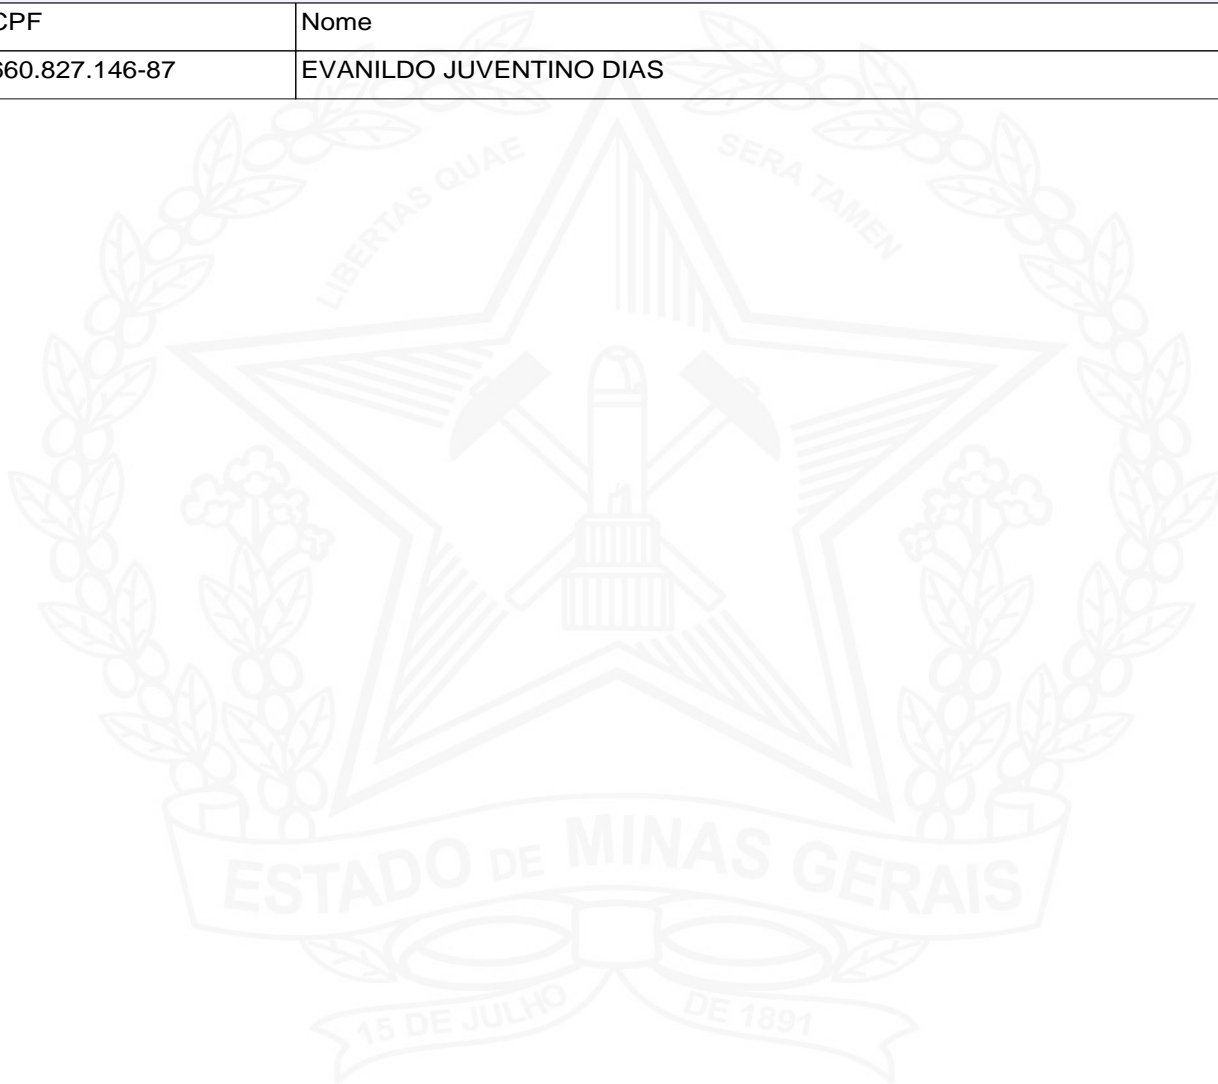 CPF Nome
660.827.146-87 EVANILDO JUVENTINO DIAS
LIBERTAS QUAE SERA TAMEN
ESTADO DE MINAS GERAIS
15 DE JULHO DE 1891